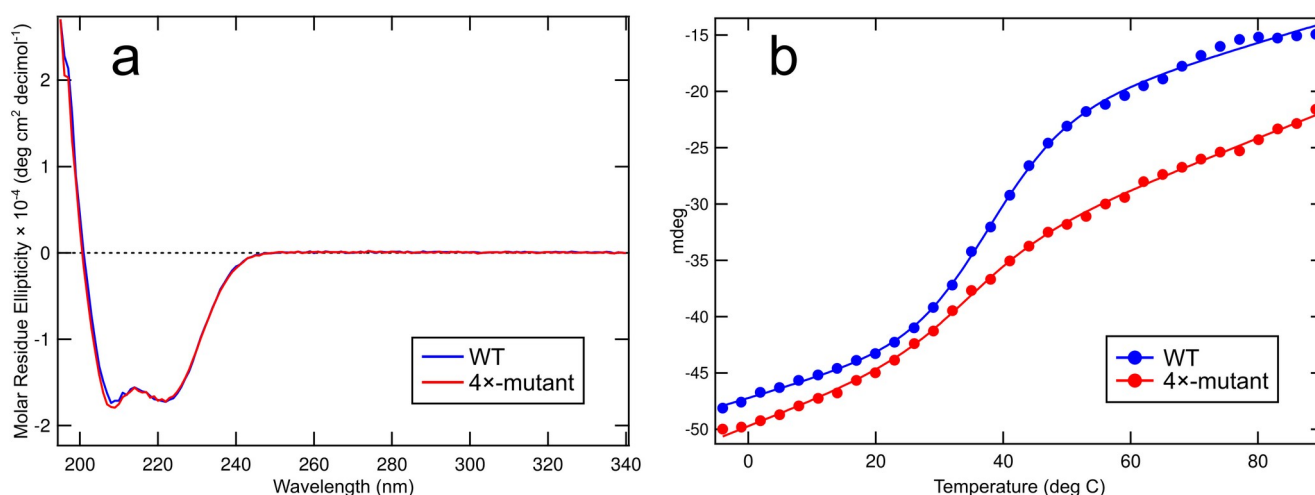 a
Molar Residue Ellipticity × 10⁻⁴ (deg cm² decimol⁻¹)
2
1
0
-1
-2
WT
4×-mutant
200 220 240 260 280 300 320 340
Wavelength (nm)
b
mdeg
-15
-20
-25
-30
-35
-40
-45
-50
WT
4×-mutant
0 20 40 60 80
Temperature (deg C)